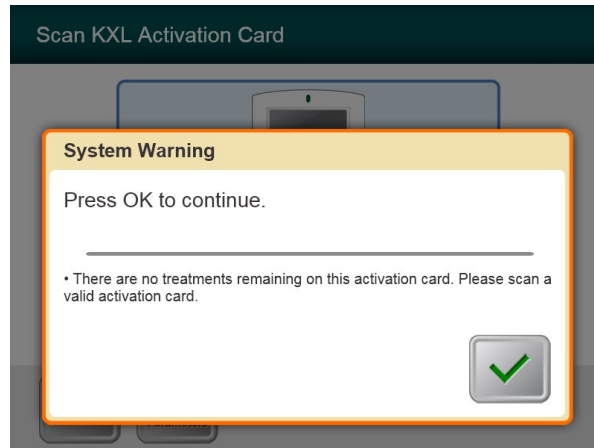 Scan KXL Activation Card
System Warning
Press OK to continue.
• There are no treatments remaining on this activation card. Please scan a
valid activation card.
Parameters